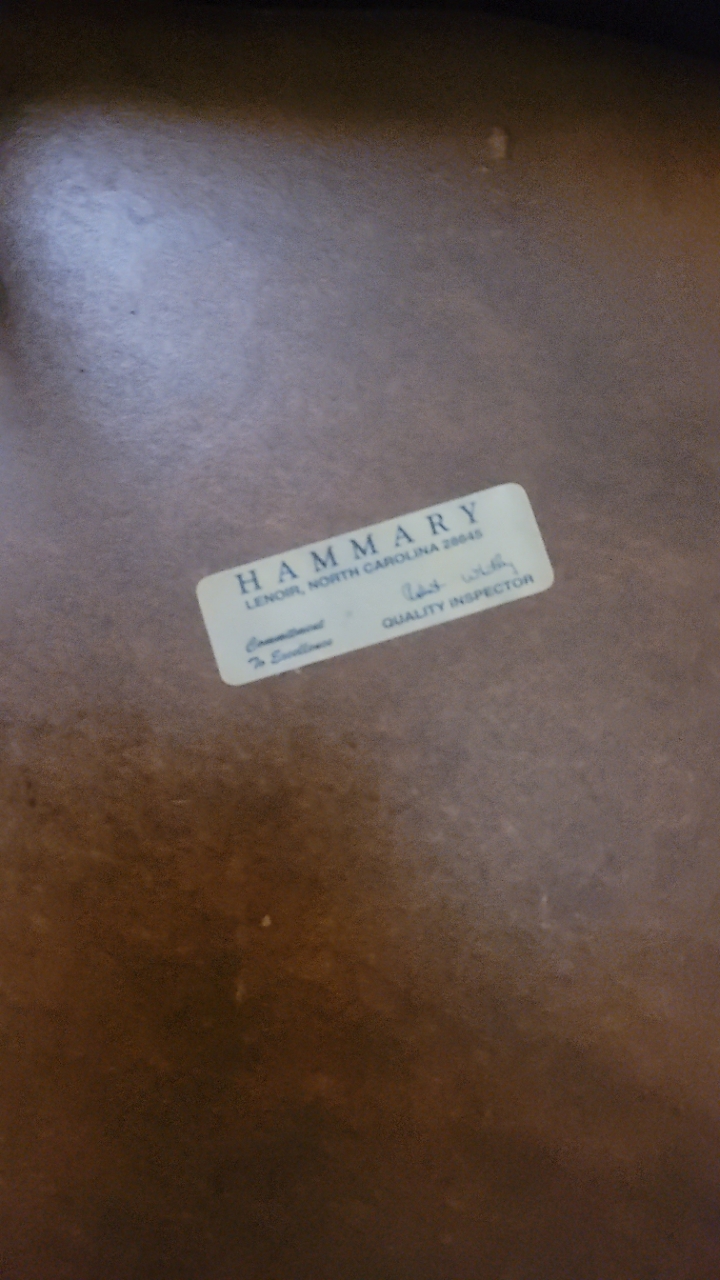 HAMMARY
LENOIR, NORTH CAROLINA 28645
Commitment
To Excellence
QUALITY INSPECTOR